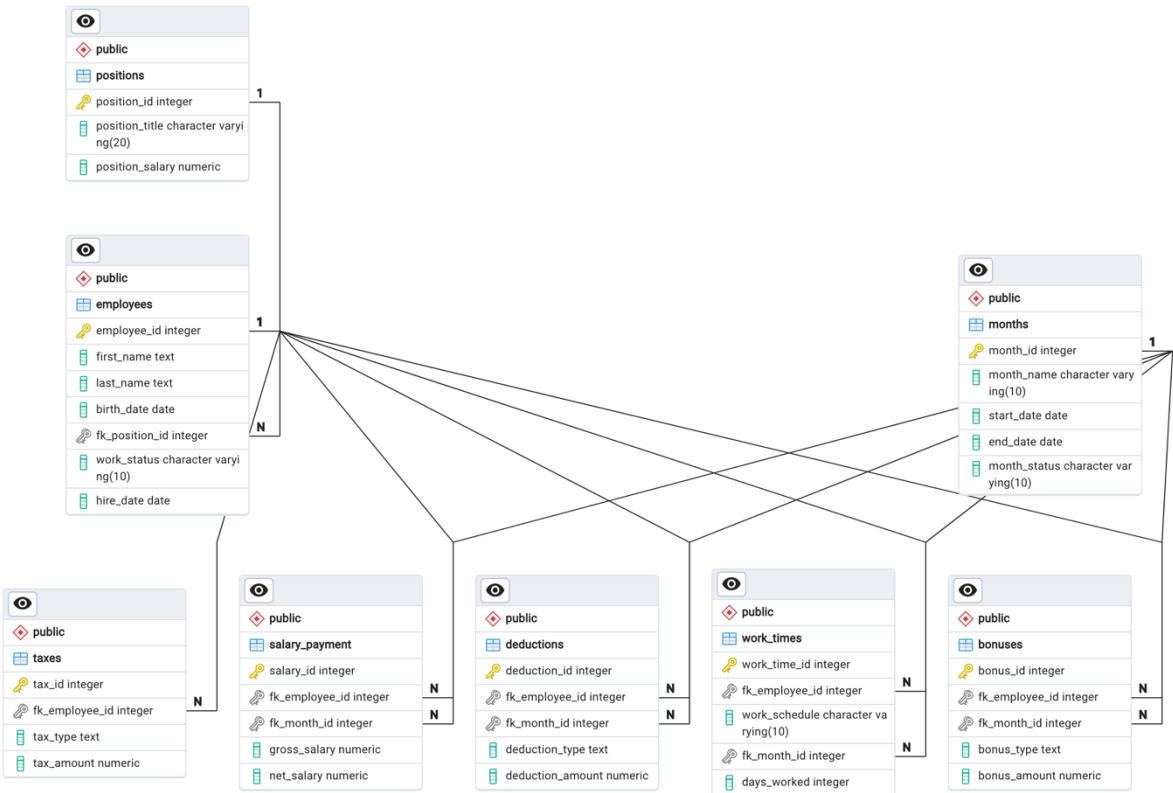 public
positions
1
position_id integer
position_title character varyi
ng(20)
position_salary numeric
public
employees
1
employee_id integer
first_name text
last_name text
birth_date date
N
fk_position_id integer
work_status character varyi
ng(10)
hire_date date
public
months
1
month_id integer
month_name character vary
ing(10)
start_date date
end_date date
month_status character var
ying(10)
public
taxes
tax_id integer
fk_employee_id integer
N
tax_type text
tax_amount numeric
public
salary_payment
salary_id integer
fk_employee_id integer
N
fk_month_id integer
N
gross_salary numeric
net_salary numeric
public
deductions
deduction_id integer
fk_employee_id integer
N
fk_month_id integer
N
deduction_type text
deduction_amount numeric
public
work_times
work_time_id integer
fk_employee_id integer
N
work_schedule character va
rying(10)
fk_month_id integer
N
days_worked integer
public
bonuses
bonus_id integer
fk_employee_id integer
N
fk_month_id integer
N
bonus_type text
bonus_amount numeric